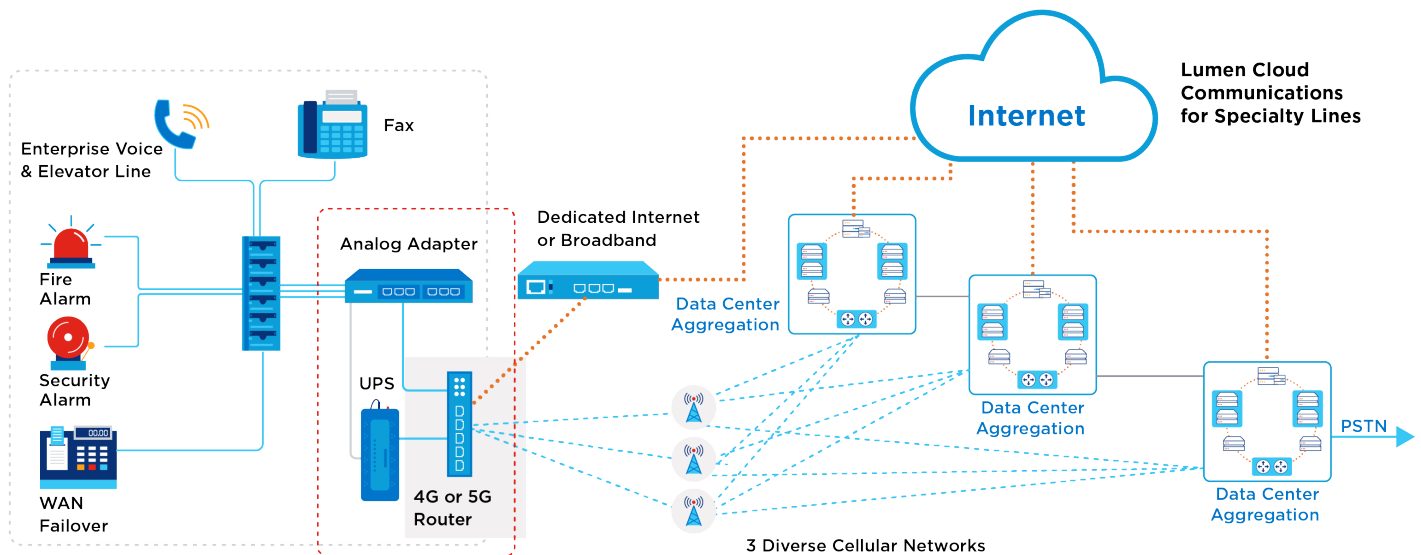 Lumen Cloud
Communications
for Specialty Lines
Internet
Fax
Enterprise Voice
& Elevator Line
Dedicated Internet
or Broadband
Analog Adapter
Fire
Alarm
Data Center
Aggregation
Security
Alarm
UPS
00.00
Data Center
Aggregation
PSTN
WAN
Failover
4G or 5G
Router
Data Center
Aggregation
3 Diverse Cellular Networks